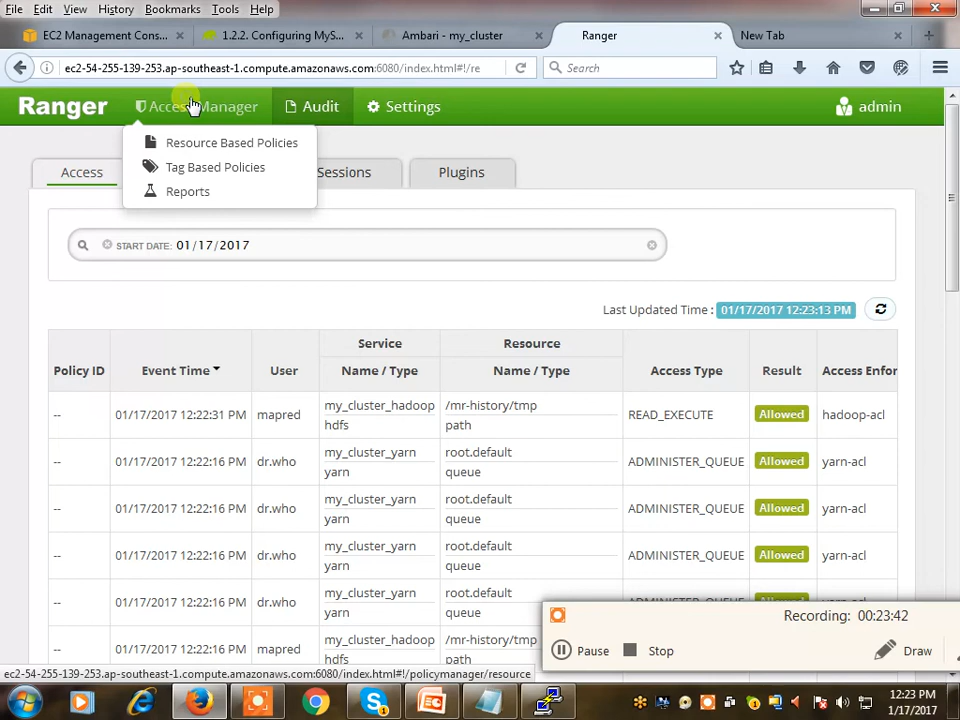 File Edit View History Bookmarks Tools Help
EC2 Management Cons... × 1.2.2. Configuring MyS... × Ambari - my_cluster × Ranger × New Tab ×
ec2-54-255-139-253.ap-southeast-1.compute.amazonaws.com:6080/index.html#!/re Search
Ranger Access Manager Audit Settings admin
Resource Based Policies
Tag Based Policies
Reports
Access Sessions Plugins
START DATE: 01/17/2017
Last Updated Time : 01/17/2017 12:23:13 PM
Service Resource
Policy ID Event Time User Name / Type Name / Type Access Type Result Access Enfor
-- 01/17/2017 12:22:31 PM mapred my_cluster_hadoop /mr-history/tmp READ_EXECUTE Allowed hadoop-acl
hdfs path
-- 01/17/2017 12:22:16 PM dr.who my_cluster_yarn root.default ADMINISTER_QUEUE Allowed yarn-acl
yarn queue
-- 01/17/2017 12:22:16 PM dr.who my_cluster_yarn root.default ADMINISTER_QUEUE Allowed yarn-acl
yarn queue
-- 01/17/2017 12:22:16 PM dr.who my_cluster_yarn root.default ADMINISTER_QUEUE Allowed yarn-acl
yarn queue
-- 01/17/2017 12:22:16 PM dr.who my_cluster_yarn root.default
yarn queue
-- 01/17/2017 12:22:16 PM mapred my_cluster_hadoop /mr-history/tmp
hdfs path
Recording: 00:23:42
Pause Stop Draw
ec2-54-255-139-253.ap-southeast-1.compute.amazonaws.com:6080/index.html#!/policymanager/resource
12:23 PM
1/17/2017